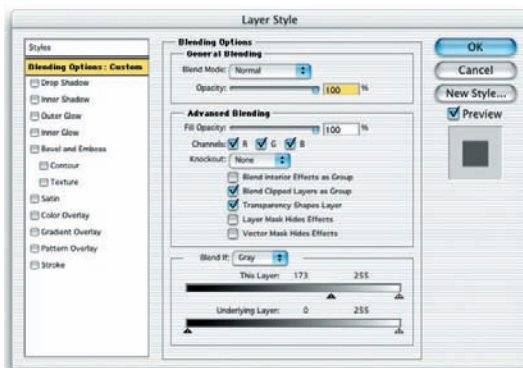 Layer Style
Styles
Blending Options: Custom
Drop Shadow
Inner Shadow
Outer Glow
Inner Glow
Bevel and Emboss
Contour
Texture
Satin
Color Overlay
Gradient Overlay
Pattern Overlay
Stroke
Blending Options
General Blending
Blend Mode: Normal
Opacity: 100 %
Advanced Blending
Fill Opacity: 100 %
Channels: R G B
Knockout: None
Blend Interior Effects as Group
Blend Clipped Layers as Group
Transparency Shapes Layer
Layer Mask Hides Effects
Vector Mask Hides Effects
Blend If: Gray
This Layer: 173 255
Underlying Layer: 0 255
OK
Cancel
New Style...
Preview